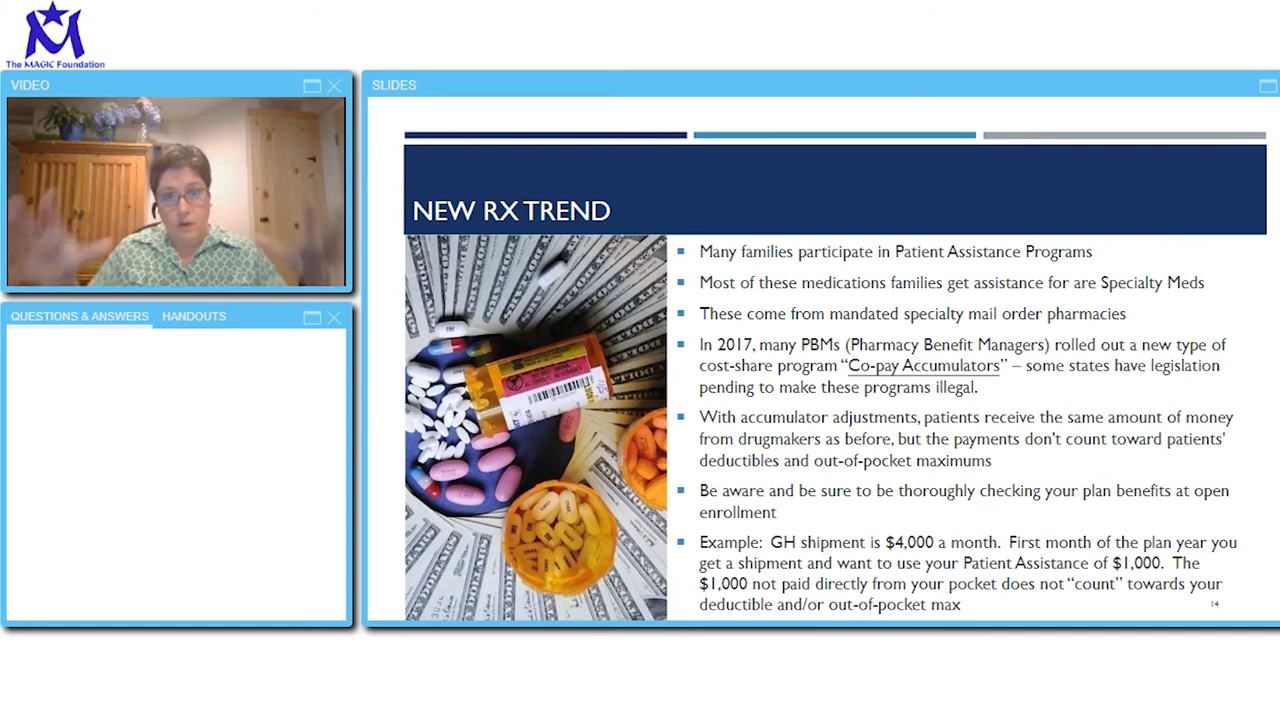 The MAGIC Foundation
VIDEO
SLIDES
NEW RX TREND
Many families participate in Patient Assistance Programs
Most of these medications families get assistance for are Specialty Meds
These come from mandated specialty mail order pharmacies
In 2017, many PBMs (Pharmacy Benefit Managers) rolled out a new type of
cost-share program “Co-pay Accumulators” – some states have legislation
pending to make these programs illegal.
With accumulator adjustments, patients receive the same amount of money
from drugmakers as before, but the payments don't count toward patients'
deductibles and out-of-pocket maximums
Be aware and be sure to be thoroughly checking your plan benefits at open
enrollment
Example: GH shipment is $4,000 a month. First month of the plan year you
get a shipment and want to use your Patient Assistance of $1,000. The
$1,000 not paid directly from your pocket does not “count” towards your
deductible and/or out-of-pocket max
14
QUESTIONS & ANSWERS
HANDOUTS